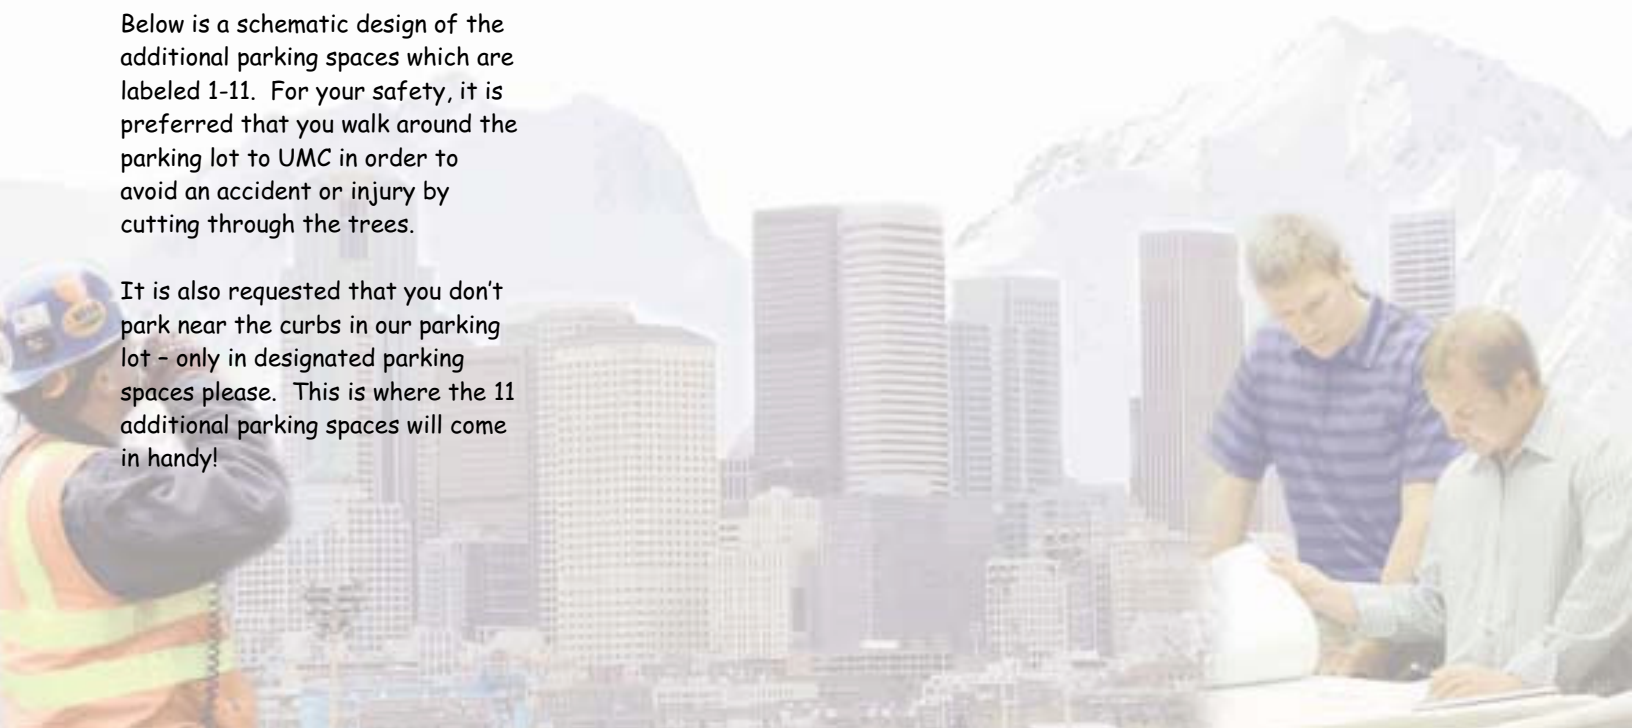 Below is a schematic design of the
additional parking spaces which are
labeled 1-11.  For your safety, it is
preferred that you walk around the
parking lot to UMC in order to
avoid an accident or injury by
cutting through the trees.
It is also requested that you don't
park near the curbs in our parking
lot – only in designated parking
spaces please.  This is where the 11
additional parking spaces will come
in handy!